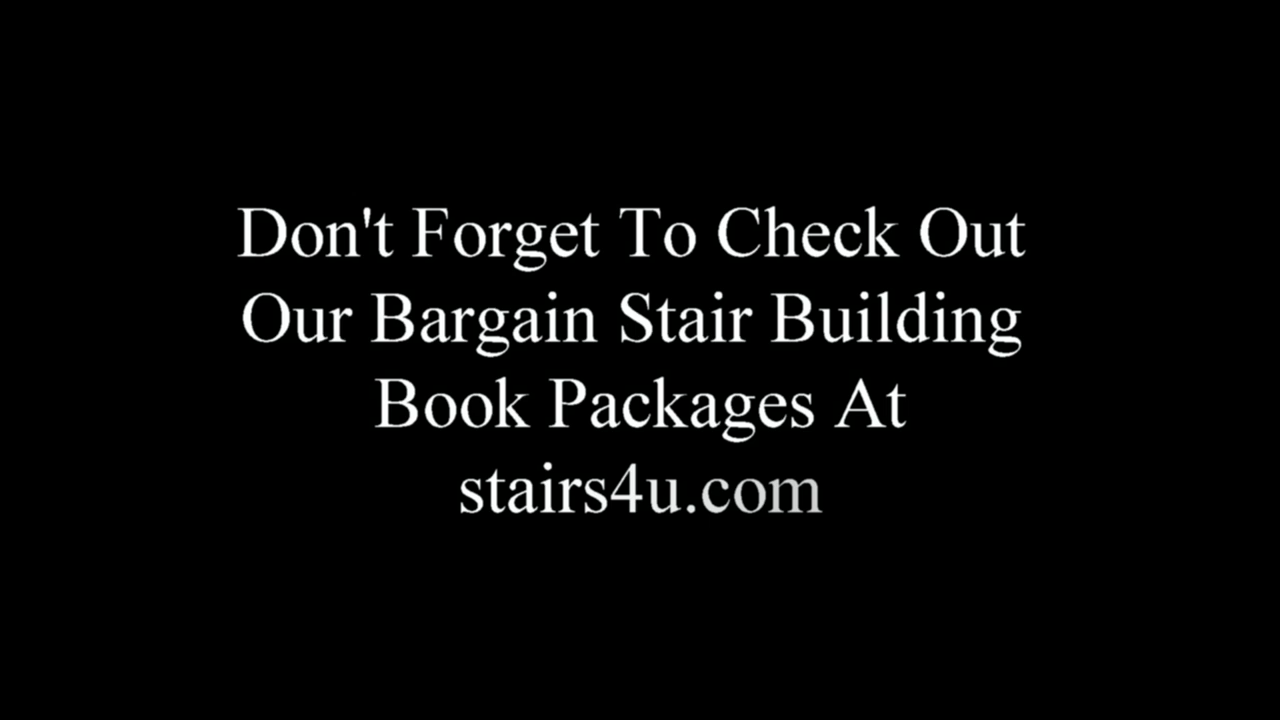 Don't Forget To Check Out
Our Bargain Stair Building
Book Packages At
stairs4u.com